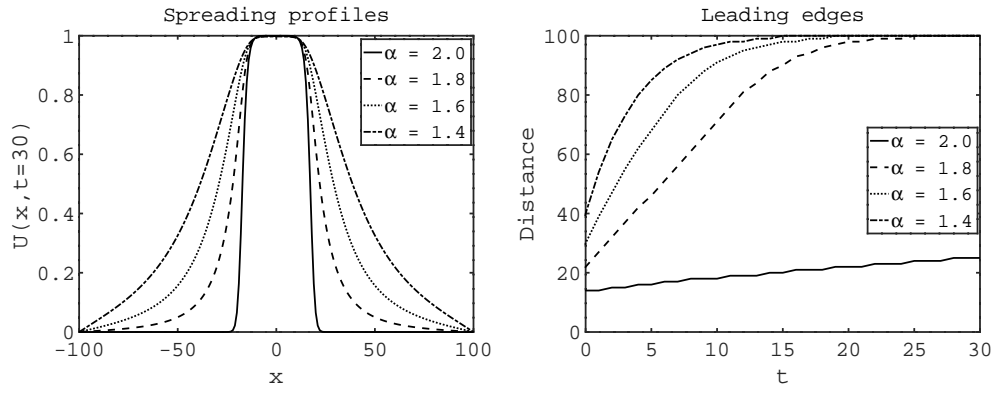 Spreading profiles
U(x,t=30)
1
0.8
0.6
0.4
0.2
0
-100
-50
0
50
100
x
α = 2.0
α = 1.8
α = 1.6
α = 1.4
Leading edges
Distance
100
80
60
40
20
0
0
5
10
15
20
25
30
t
α = 2.0
α = 1.8
α = 1.6
α = 1.4